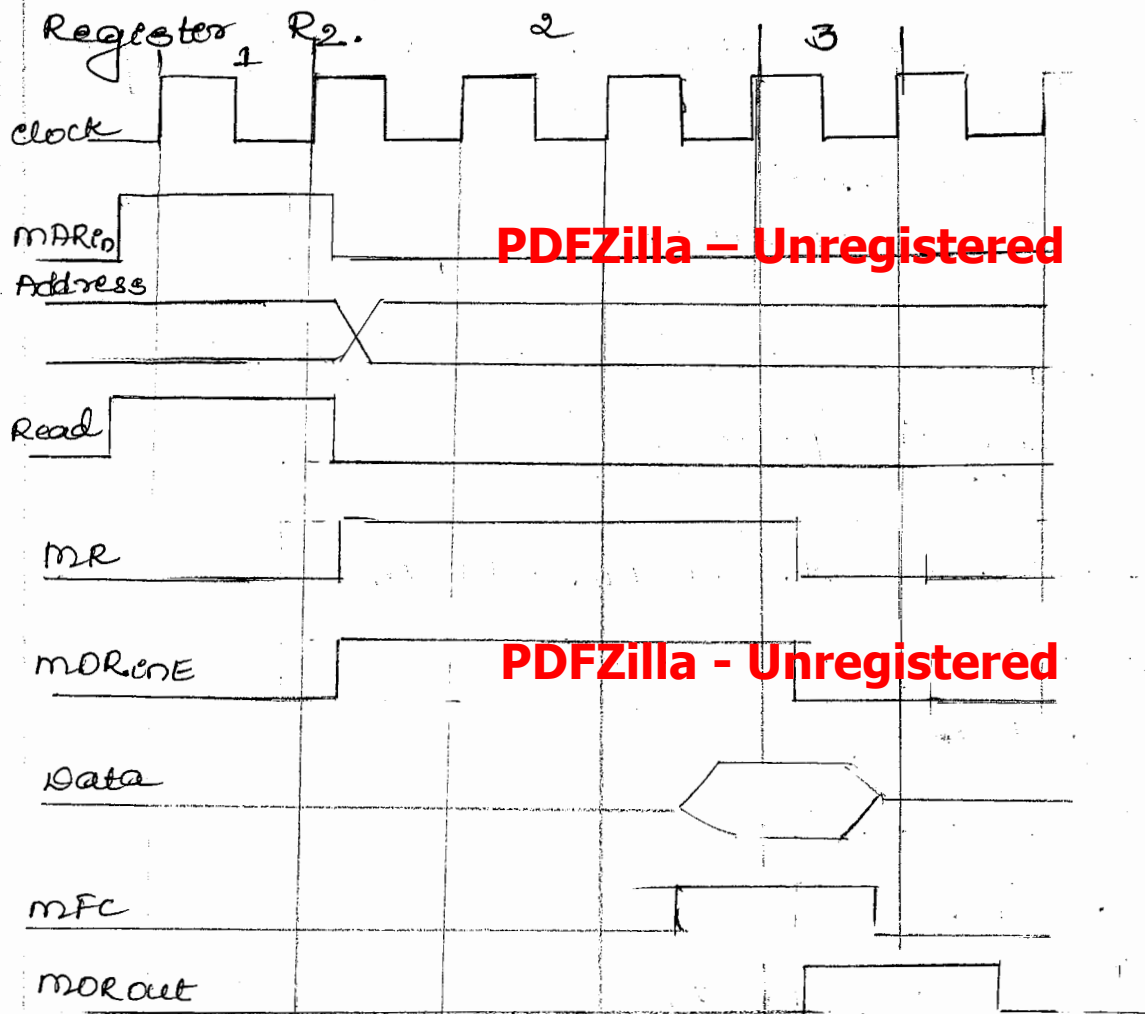 Register R2.
1 2 3
Clock
MARin
PDFZilla – Unregistered
Address
Read
MR
MDRinE
PDFZilla - Unregistered
Data
MFC
MDRout